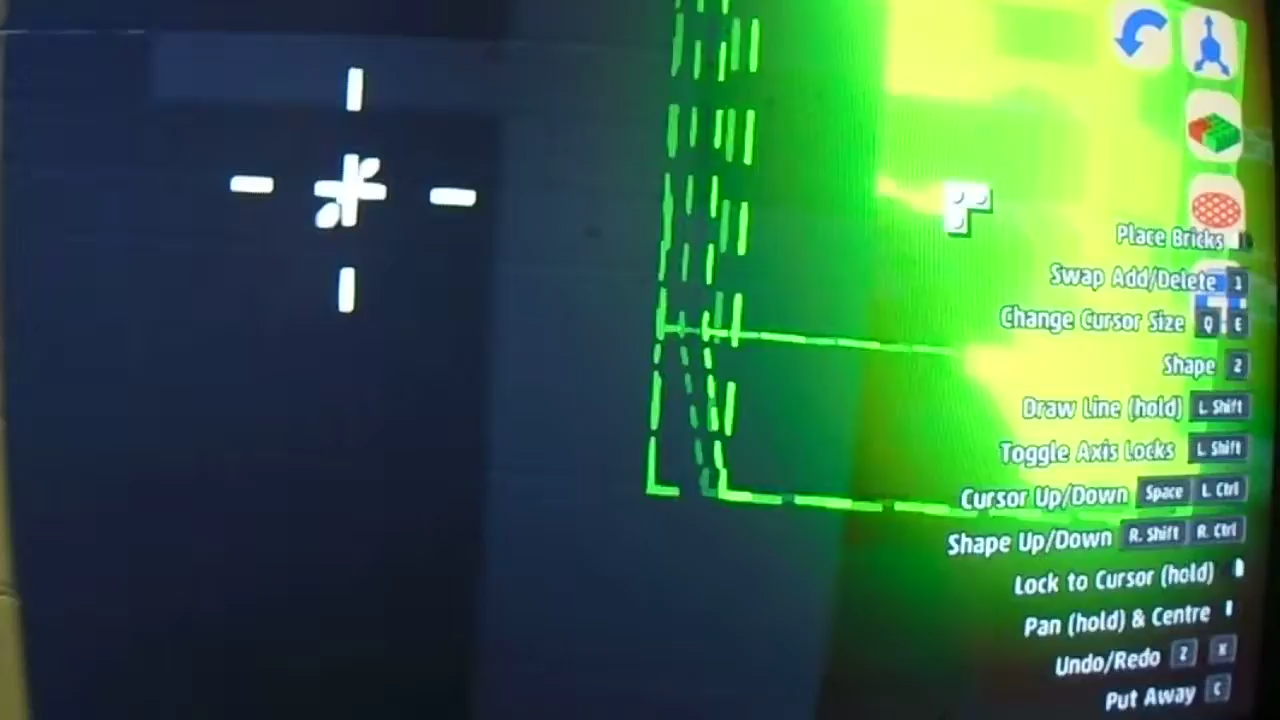 Place Bricks
Swap Add/Delete 1
Change Cursor Size Q E
Shape 2
Draw Line (hold) L. Shift
Toggle Axis Locks L. Shift
Cursor Up/Down Space L. Ctrl
Shape Up/Down R. Shift R. Ctrl
Lock to Cursor (hold)
Pan (hold) & Centre
Undo/Redo Z X
Put Away C